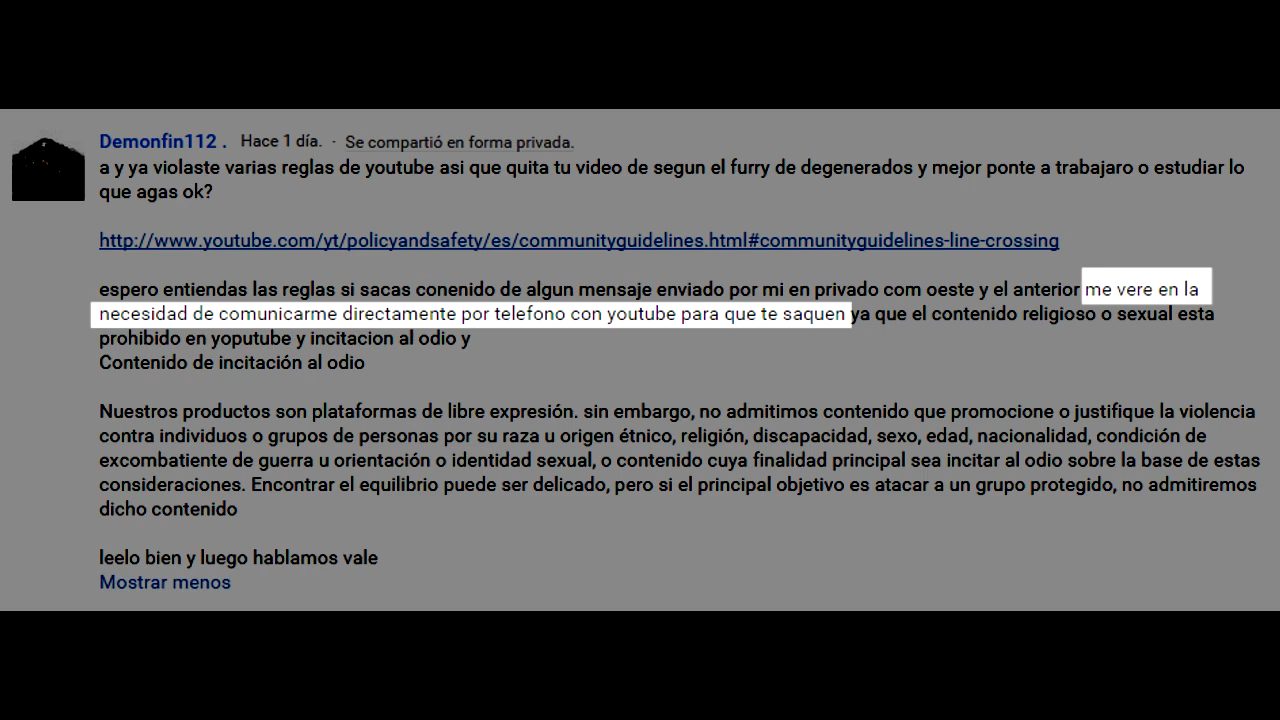 Demonfin112 . Hace 1 día. · Se compartió en forma privada.
a y ya violaste varias reglas de youtube asi que quita tu video de segun el furry de degenerados y mejor ponte a trabajaro o estudiar lo
que agas ok?
http://www.youtube.com/yt/policyandsafety/es/communityguidelines.html#communityguidelines-line-crossing
espero entiendas las reglas si sacas conenido de algun mensaje enviado por mi en privado com oeste y el anterior me vere en la
necesidad de comunicarme directamente por telefono con youtube para que te saquen ya que el contenido religioso o sexual esta
prohibido en yoputube y incitacion al odio y
Contenido de incitación al odio
Nuestros productos son plataformas de libre expresión. sin embargo, no admitimos contenido que promocione o justifique la violencia
contra individuos o grupos de personas por su raza u origen étnico, religión, discapacidad, sexo, edad, nacionalidad, condición de
excombatiente de guerra u orientación o identidad sexual, o contenido cuya finalidad principal sea incitar al odio sobre la base de estas
consideraciones. Encontrar el equilibrio puede ser delicado, pero si el principal objetivo es atacar a un grupo protegido, no admitiremos
dicho contenido
leelo bien y luego hablamos vale
Mostrar menos